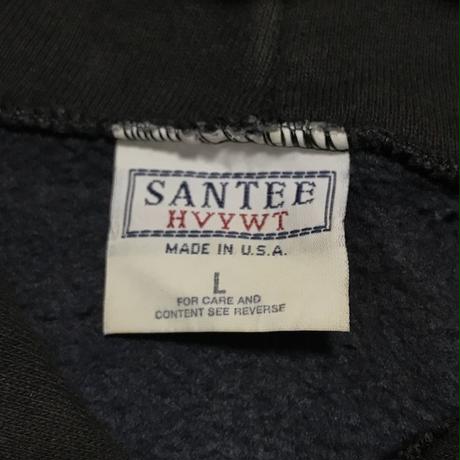 SANTEE
HVYWT
MADE IN U.S.A.
L
FOR CARE AND
CONTENT SEE REVERSE